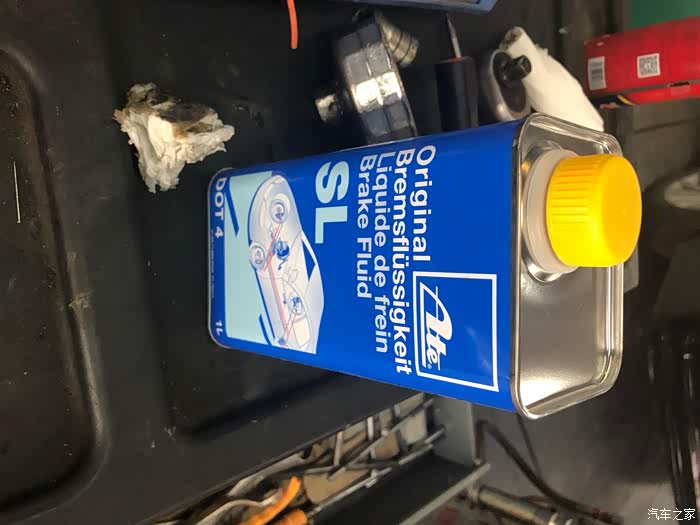 Ate®
Original
Bremsflüssigkeit
Liquide de frein
Brake Fluid
SL
DOT 4
1L
汽车之家